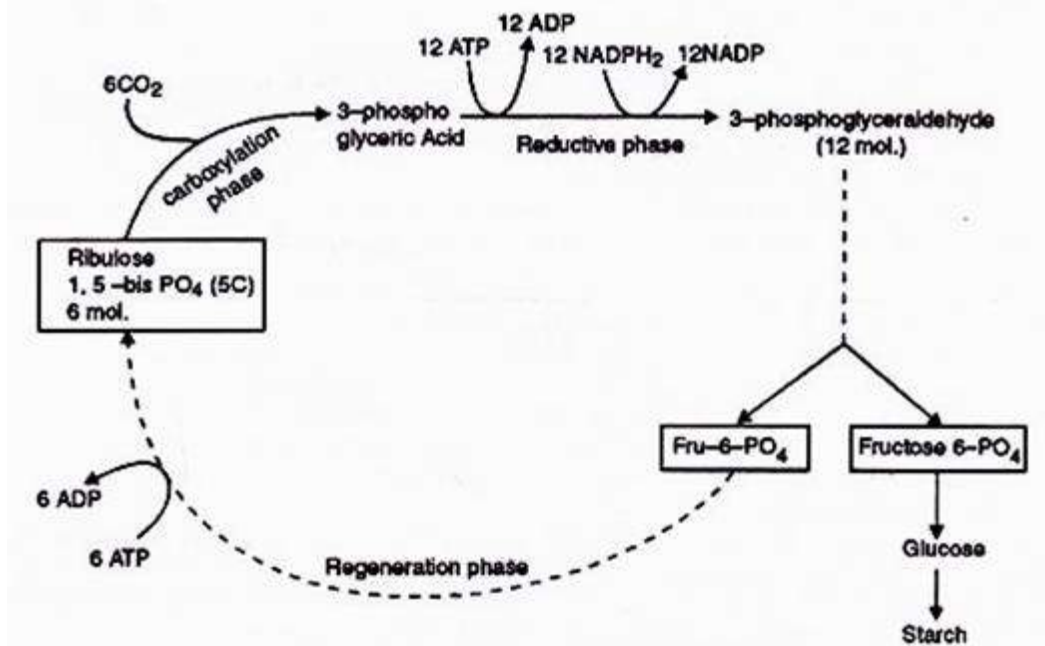 12 ADP
12 ATP
12 NADPH₂
12NADP
6CO₂
3-phospho
glyceric Acid
3-phosphoglyceraldehyde
(12 mol.)
Reductive phase
carboxylation
phase
Ribulose
1, 5 -bis PO₄ (5C)
6 mol.
Fru-6-PO₄
Fructose 6-PO₄
6 ADP
6 ATP
Regeneration phase
Glucose
Starch